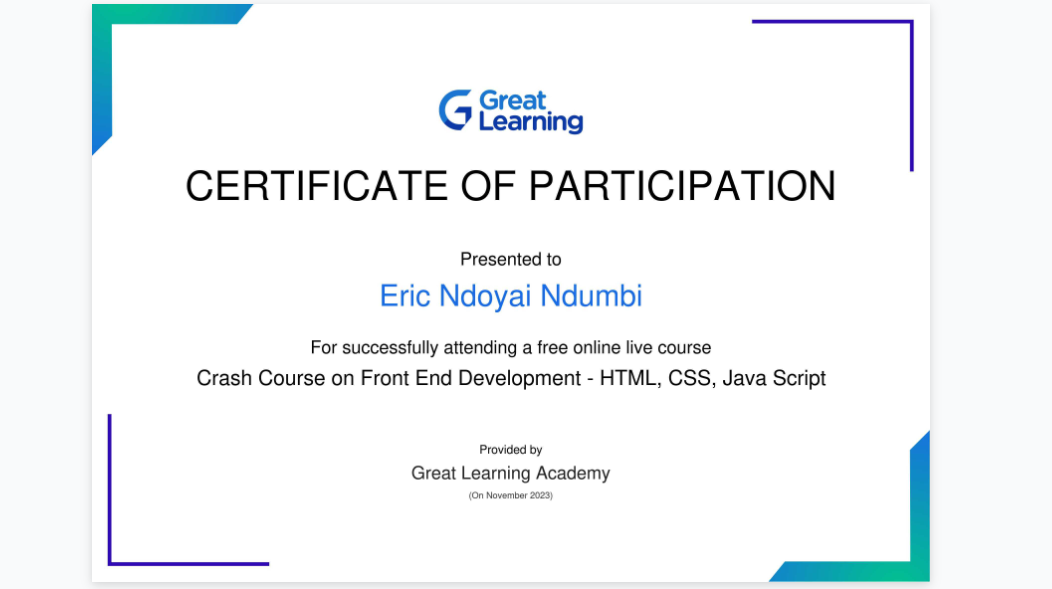 Great
Learning
CERTIFICATE OF PARTICIPATION
Presented to
Eric Ndoyai Ndumbi
For successfully attending a free online live course
Crash Course on Front End Development - HTML, CSS, Java Script
Provided by
Great Learning Academy
(On November 2023)